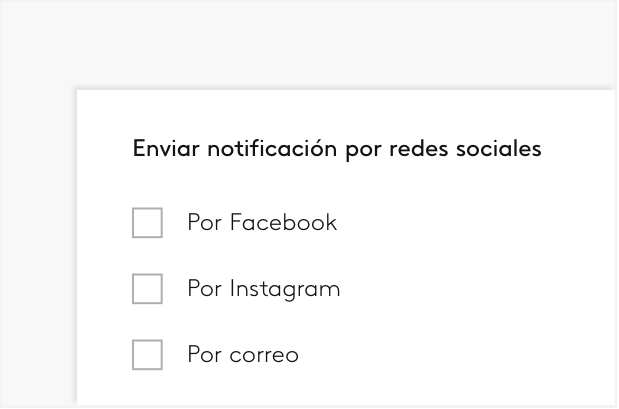 Enviar notificación por redes sociales
Por Facebook
Por Instagram
Por correo